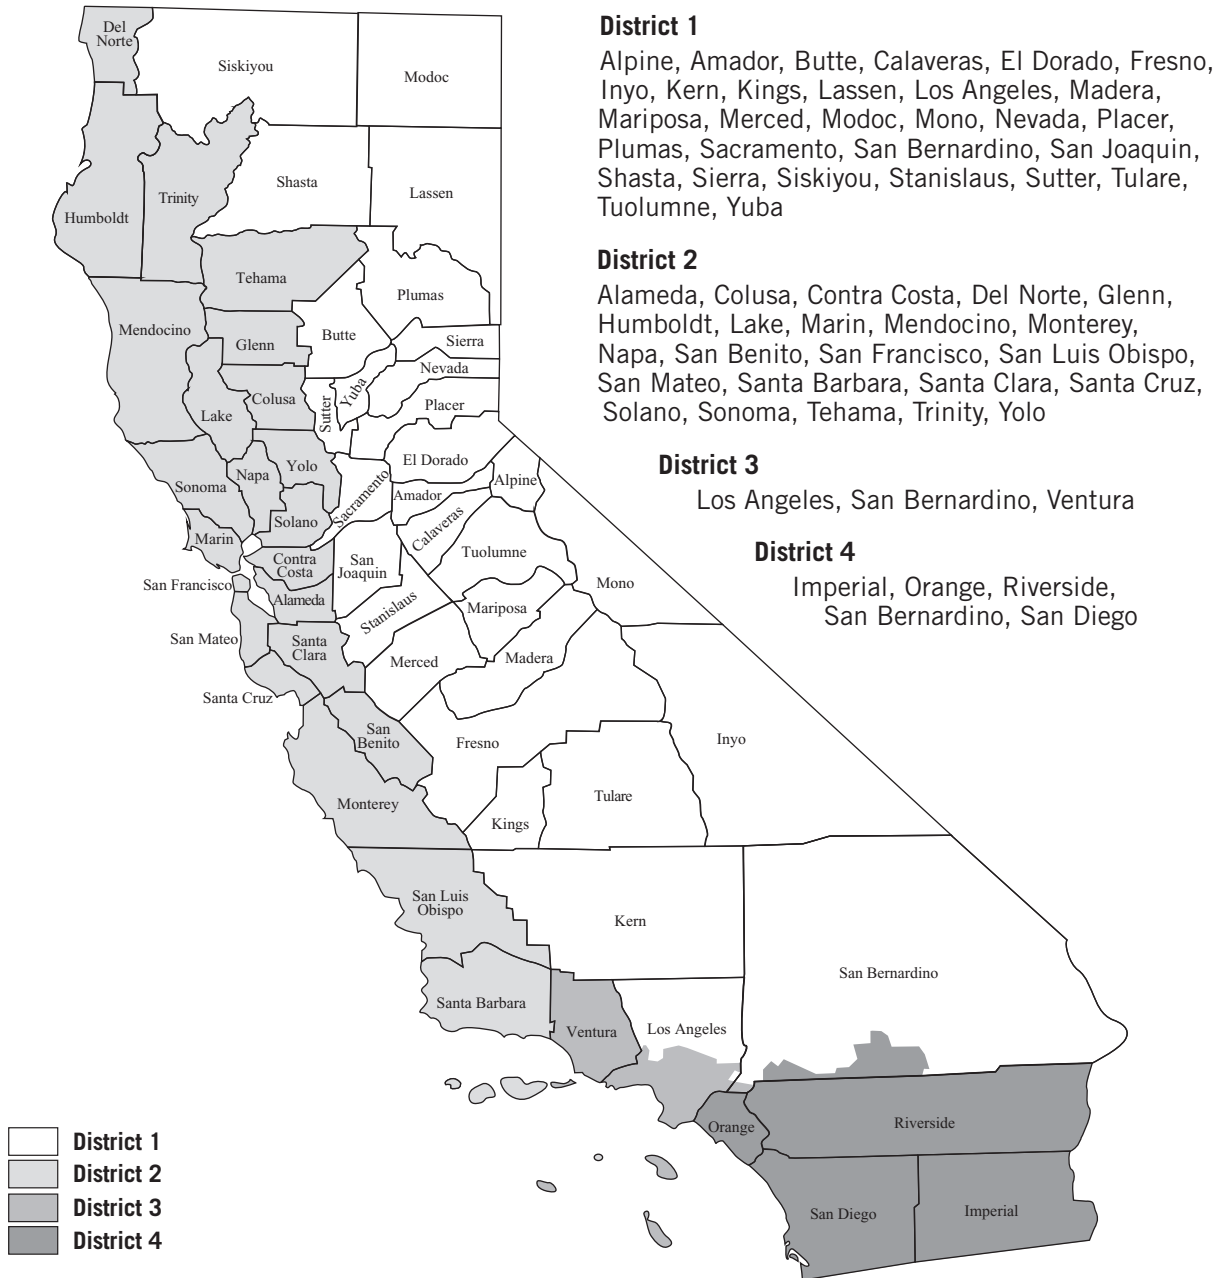 District 1
Alpine, Amador, Butte, Calaveras, El Dorado, Fresno,
Inyo, Kern, Kings, Lassen, Los Angeles, Madera,
Mariposa, Merced, Modoc, Mono, Nevada, Placer,
Plumas, Sacramento, San Bernardino, San Joaquin,
Shasta, Sierra, Siskiyou, Stanislaus, Sutter, Tulare,
Tuolumne, Yuba
District 2
Alameda, Colusa, Contra Costa, Del Norte, Glenn,
Humboldt, Lake, Marin, Mendocino, Monterey,
Napa, San Benito, San Francisco, San Luis Obispo,
San Mateo, Santa Barbara, Santa Clara, Santa Cruz,
Solano, Sonoma, Tehama, Trinity, Yolo
District 3
Los Angeles, San Bernardino, Ventura
District 4
Imperial, Orange, Riverside,
San Bernardino, San Diego
Del
Norte
Siskiyou
Modoc
Shasta
Lassen
Trinity
Humboldt
Tehama
Plumas
Mendocino
Butte
Glenn
Sierra
Nevada
Yuba
Colusa
Sutter
Placer
Lake
El Dorado
Yolo
Napa
Sonoma
Sacramento
Alpine
Amador
Solano
Calaveras
Marin
Tuolumne
Contra
Costa
San
Joaquin
San Francisco
Mono
Alameda
Stanislaus
Mariposa
San Mateo
Santa
Clara
Merced
Madera
Santa Cruz
San
Benito
Fresno
Inyo
Monterey
Tulare
Kings
San Luis
Obispo
Kern
San Bernardino
Santa Barbara
Ventura
Los Angeles
Orange
Riverside
San Diego
Imperial
District 1
District 2
District 3
District 4